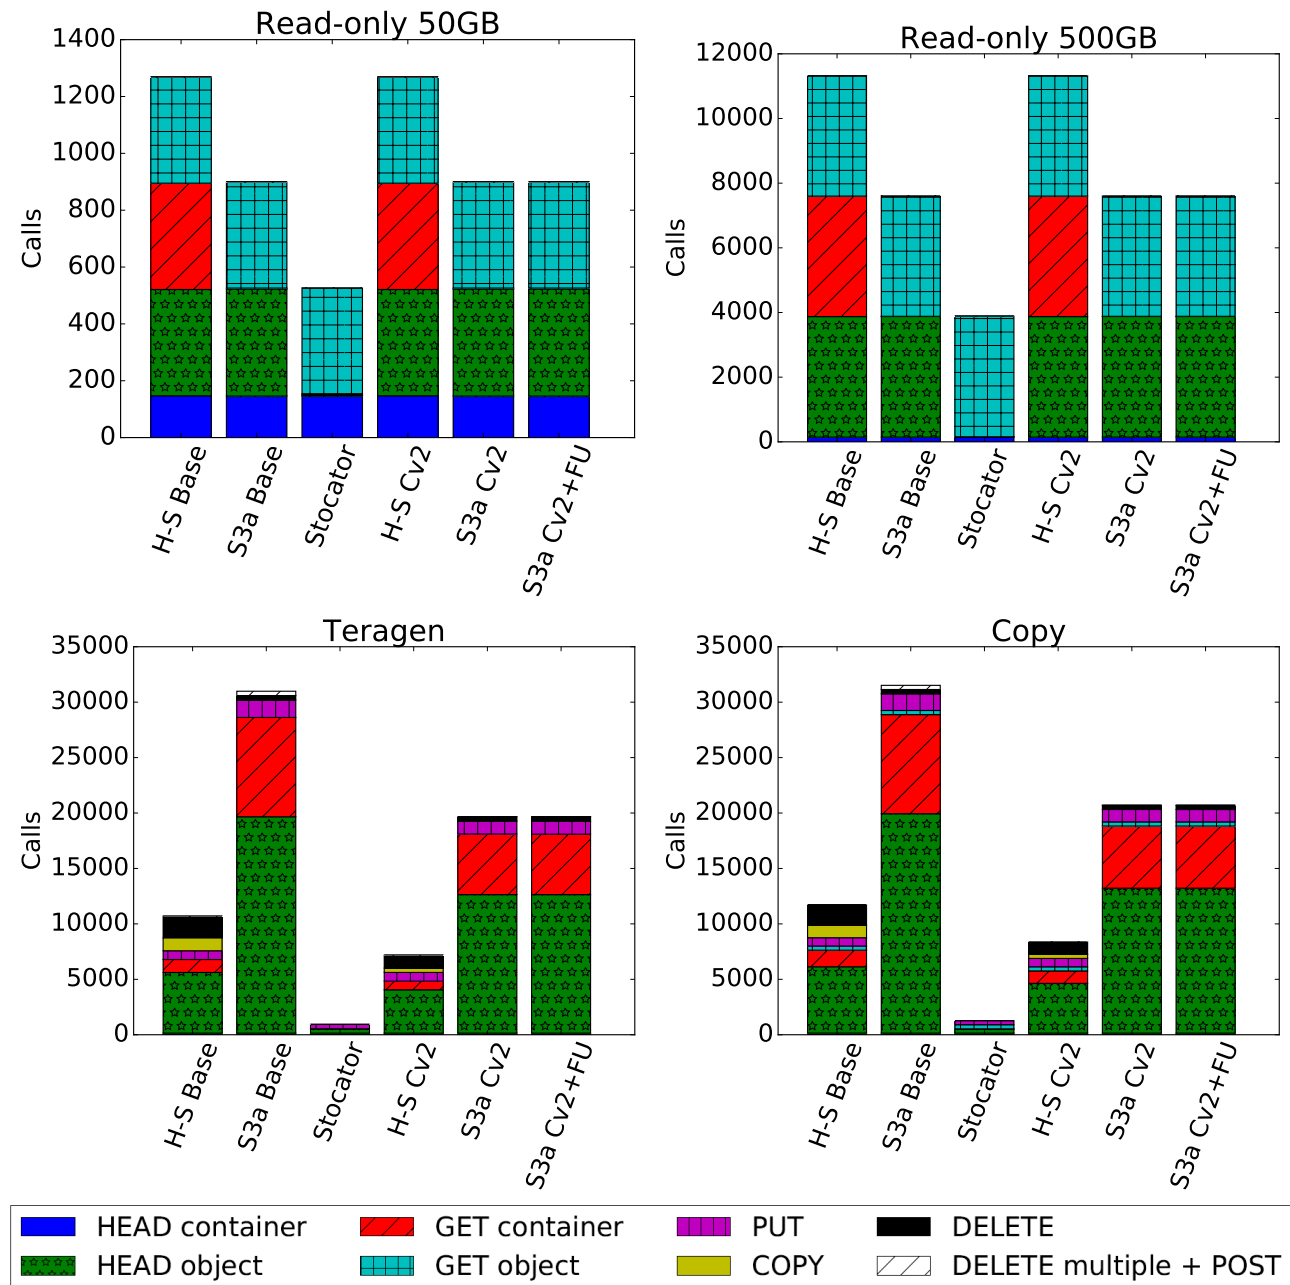 Read-only 50GB
1400
1200
1000
800
600
400
200
0
Calls
H-S Base
S3a Base
Stocator
H-S Cv2
S3a Cv2
S3a Cv2+FU
Read-only 500GB
12000
10000
8000
6000
4000
2000
0
Calls
H-S Base
S3a Base
Stocator
H-S Cv2
S3a Cv2
S3a Cv2+FU
Teragen
35000
30000
25000
20000
15000
10000
5000
0
Calls
H-S Base
S3a Base
Stocator
H-S Cv2
S3a Cv2
S3a Cv2+FU
Copy
35000
30000
25000
20000
15000
10000
5000
0
Calls
H-S Base
S3a Base
Stocator
H-S Cv2
S3a Cv2
S3a Cv2+FU
HEAD container
GET container
PUT
DELETE
HEAD object
GET object
COPY
DELETE multiple + POST